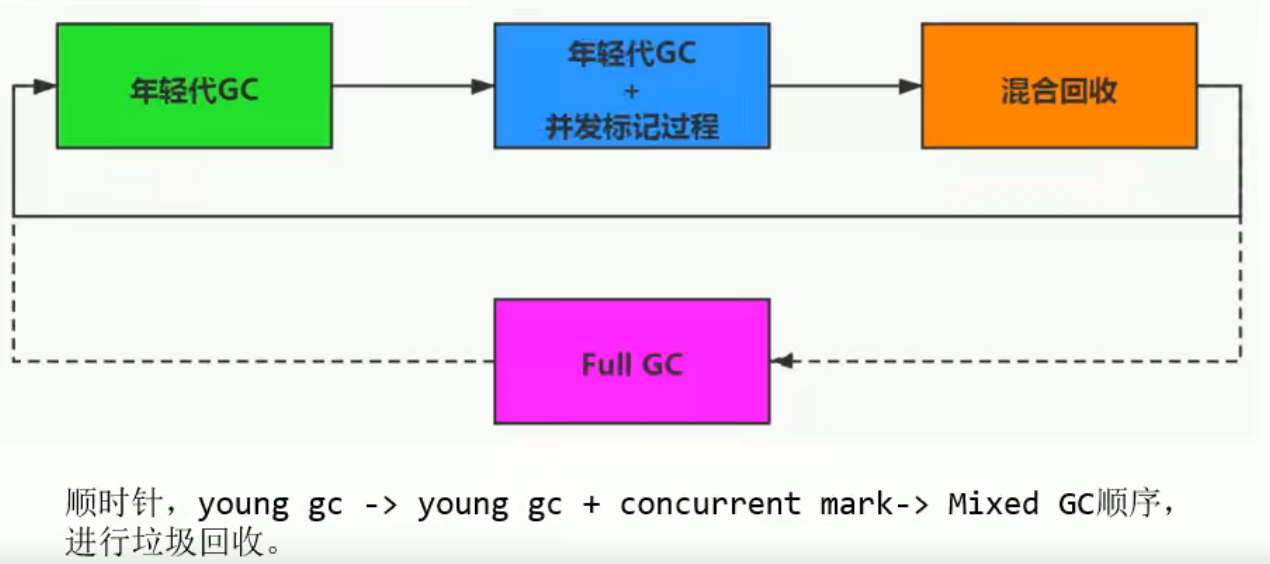 年轻代GC
年轻代GC
+
并发标记过程
混合回收
Full GC
顺时针，young gc -> young gc + concurrent mark-> Mixed GC顺序，
进行垃圾回收。